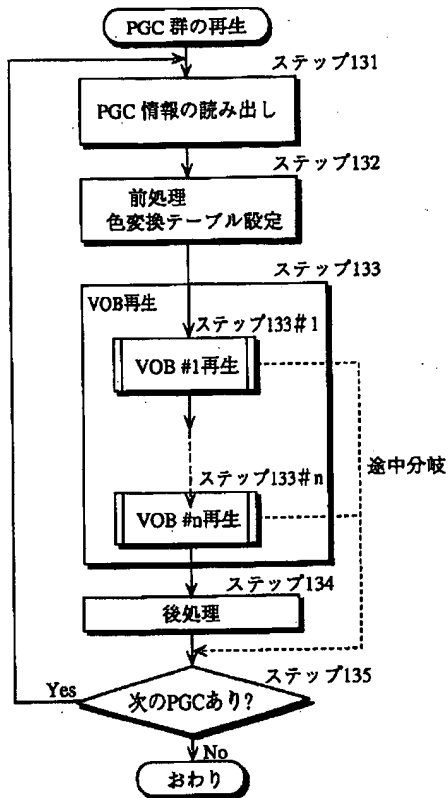 PGC 群の再生
ステップ131
PGC 情報の読み出し
ステップ132
前処理
色変換テーブル設定
ステップ133
VOB再生
ステップ133#1
VOB #1再生
途中分岐
ステップ133#n
VOB #n再生
ステップ134
後処理
ステップ135
Yes
次のPGCあり?
No
おわり